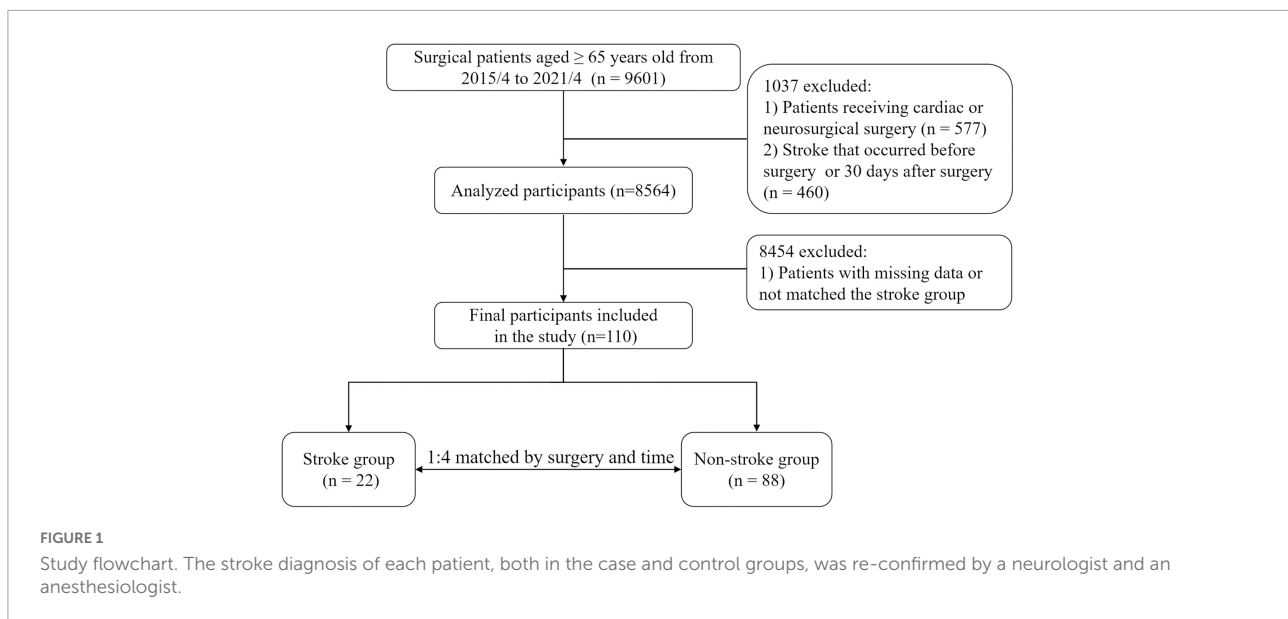 Surgical patients aged ≥ 65 years old from
2015/4 to 2021/4 (n = 9601)
1037 excluded:
1) Patients receiving cardiac or
neurosurgical surgery (n = 577)
2) Stroke that occurred before
surgery or 30 days after surgery
(n = 460)
Analyzed participants (n=8564)
8454 excluded:
1) Patients with missing data or
not matched the stroke group
Final participants included
in the study (n=110)
Stroke group
(n = 22)
1:4 matched by surgery and time
Non-stroke group
(n = 88)
FIGURE 1
Study flowchart. The stroke diagnosis of each patient, both in the case and control groups, was re-confirmed by a neurologist and an
anesthesiologist.